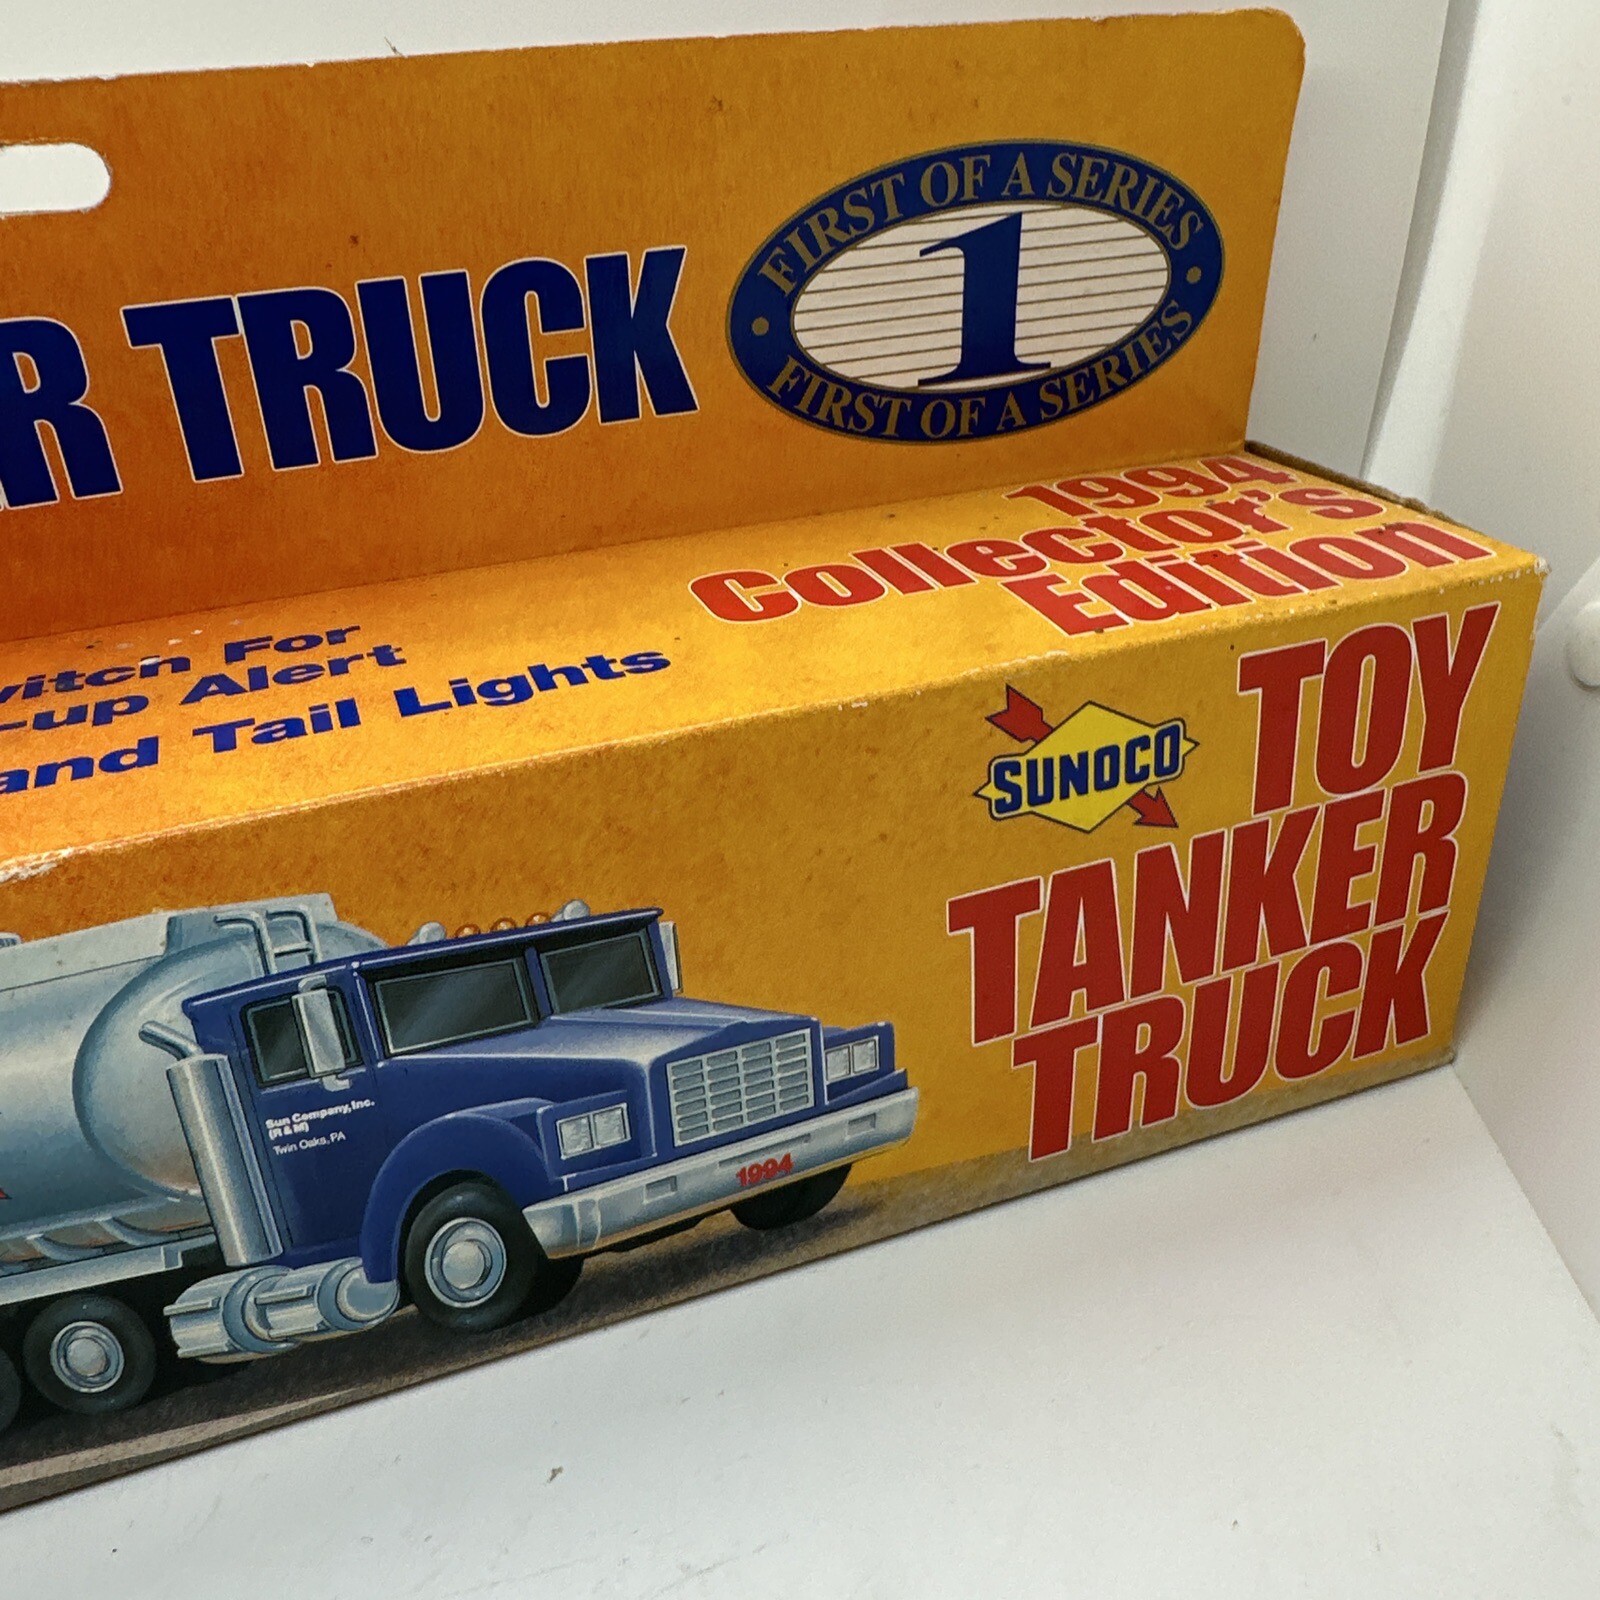 R TRUCK
FIRST OF A SERIES
1
FIRST OF A SERIES
1994
Collector's
Edition
For
-up Alert
and Tail Lights
SUNOCO
TOY
TANKER
TRUCK
Sun Company, Inc.
(R & M)
Twin Oaks, PA
1994